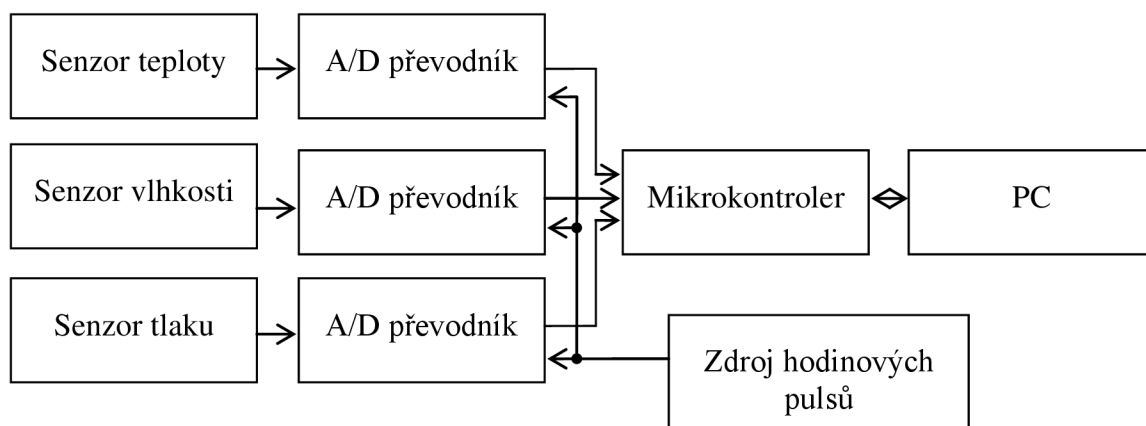 Senzor teploty
A/D převodník
Senzor vlhkosti
A/D převodník
Mikrokontroler
PC
Senzor tlaku
A/D převodník
Zdroj hodinových
pulsů